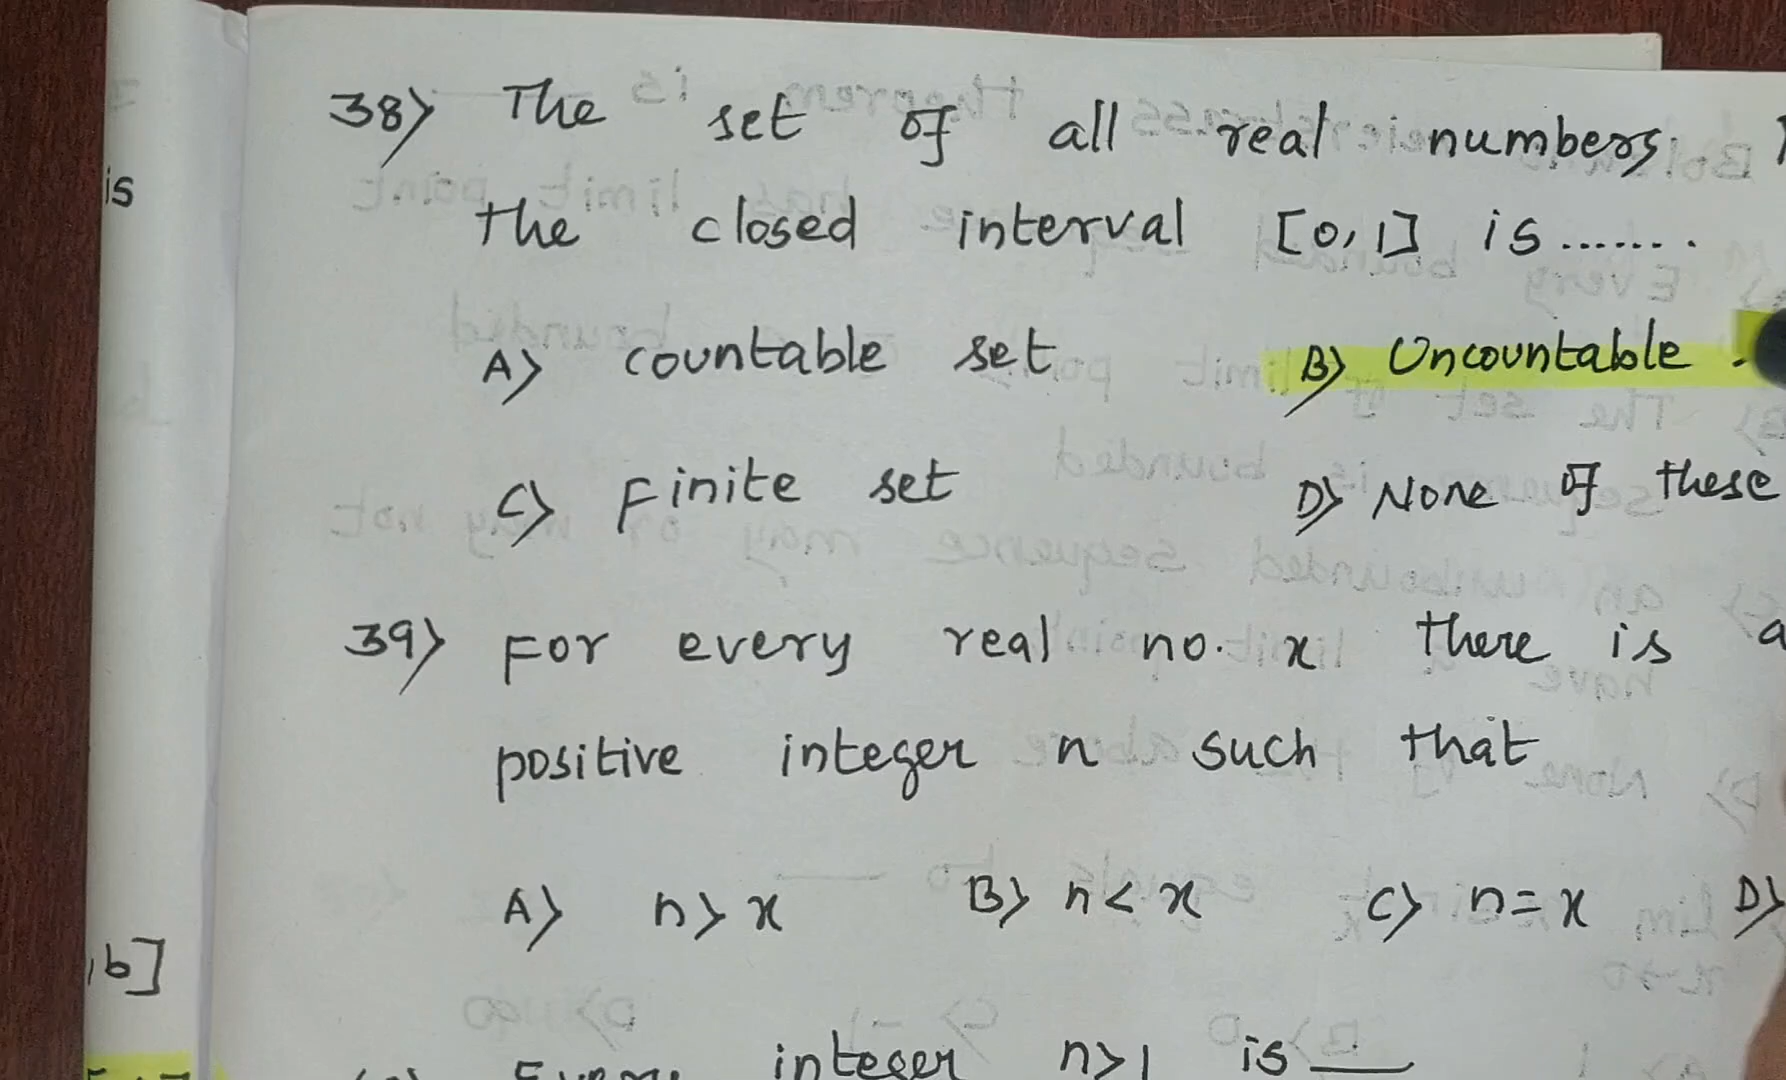 38) The set of all real numbers
the closed interval [0,1] is.......
A) countable set B) Uncountable
C) Finite set D) None of these
39) For every real no. x there is a
positive integer n such that
A) n > x B) n < x C) n = x D)
integer n>1 is __
is
,b]